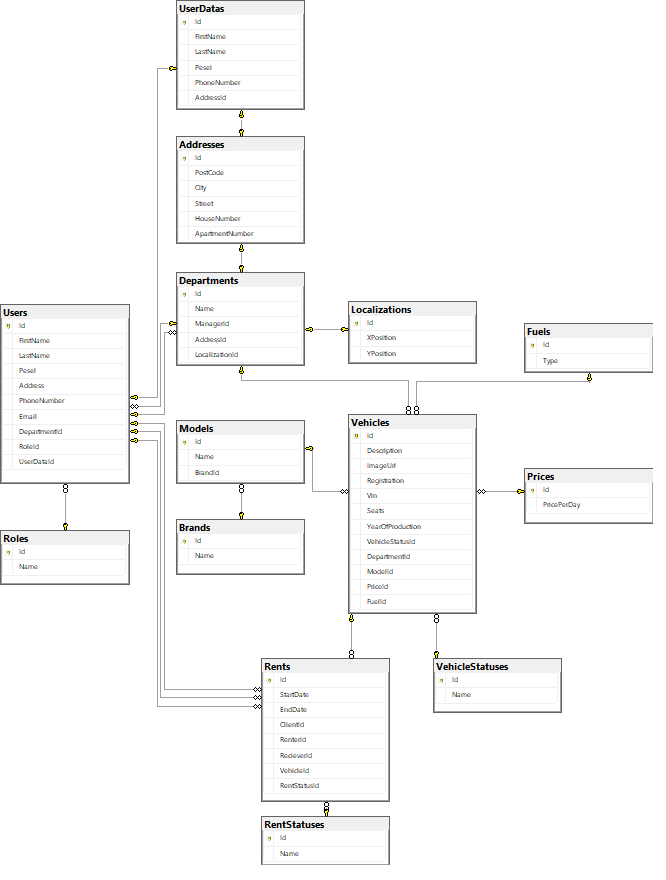 UserDatas
Id
FirstName
LastName
Pesel
PhoneNumber
AddressId
Addresses
Id
PostCode
City
Street
HouseNumber
ApartmentNumber
Departments
Id
Name
ManagerId
AddressId
LocalizationId
Localizations
Id
XPosition
YPosition
Fuels
Id
Type
Users
Id
FirstName
LastName
Pesel
Address
PhoneNumber
Email
DepartmentId
RoleId
UserDataId
Models
Id
Name
BrandId
Vehicles
Id
Description
ImageUrl
Registration
Vin
Seats
YearOfProduction
VehicleStatusId
DepartmentId
ModelId
PriceId
FuelId
Prices
Id
PricePerDay
Brands
Id
Name
Roles
Id
Name
Rents
Id
StartDate
EndDate
ClientId
RenterId
RecieverId
VehicleId
RentStatusId
VehicleStatuses
Id
Name
RentStatuses
Id
Name